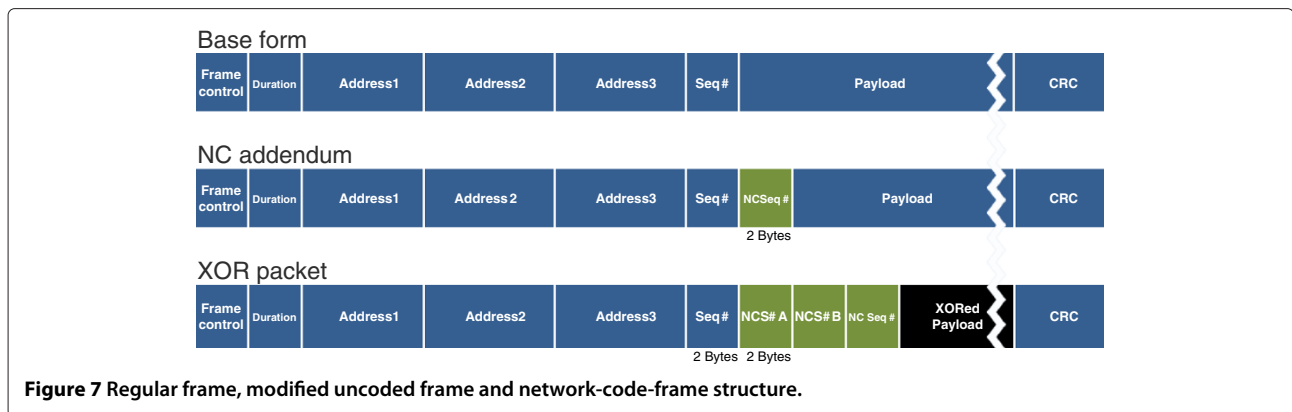 Base form
Frame control Duration Address1 Address2 Address3 Seq# Payload CRC
NC addendum
Frame control Duration Address1 Address 2 Address3 Seq# NCSeq # Payload CRC
2 Bytes
XOR packet
Frame control Duration Address1 Address2 Address3 Seq# NCS# A NCS# B NC Seq # XORed Payload CRC
2 Bytes 2 Bytes
Figure 7 Regular frame, modified uncoded frame and network-code-frame structure.